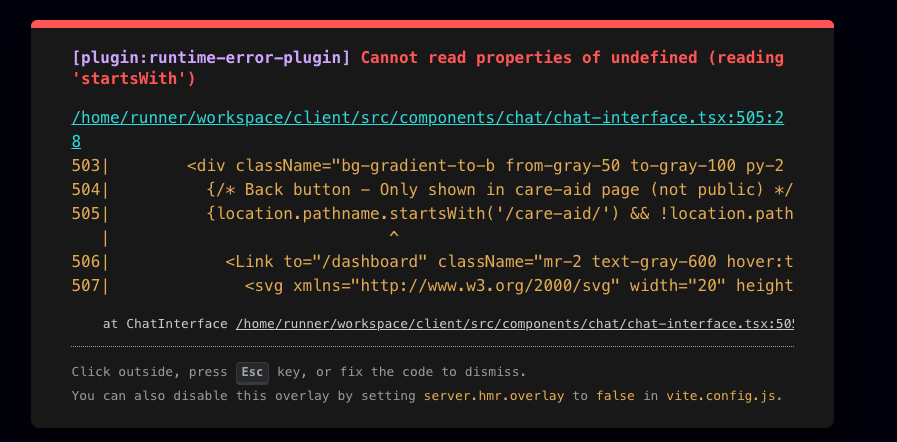 [plugin:runtime-error-plugin] Cannot read properties of undefined (reading
'startsWith')
/home/runner/workspace/client/src/components/chat/chat-interface.tsx:505:2
8
503|        <div className="bg-gradient-to-b from-gray-50 to-gray-100 py-2
504|          {/* Back button – Only shown in care-aid page (not public) */
505|          {location.pathname.startsWith('/care-aid/') && !location.path
   |                             ^
506|            <Link to="/dashboard" className="mr-2 text-gray-600 hover:t
507|              <svg xmlns="http://www.w3.org/2000/svg" width="20" height
at ChatInterface /home/runner/workspace/client/src/components/chat/chat-interface.tsx:505
Click outside, press Esc key, or fix the code to dismiss.
You can also disable this overlay by setting server.hmr.overlay to false in vite.config.js.